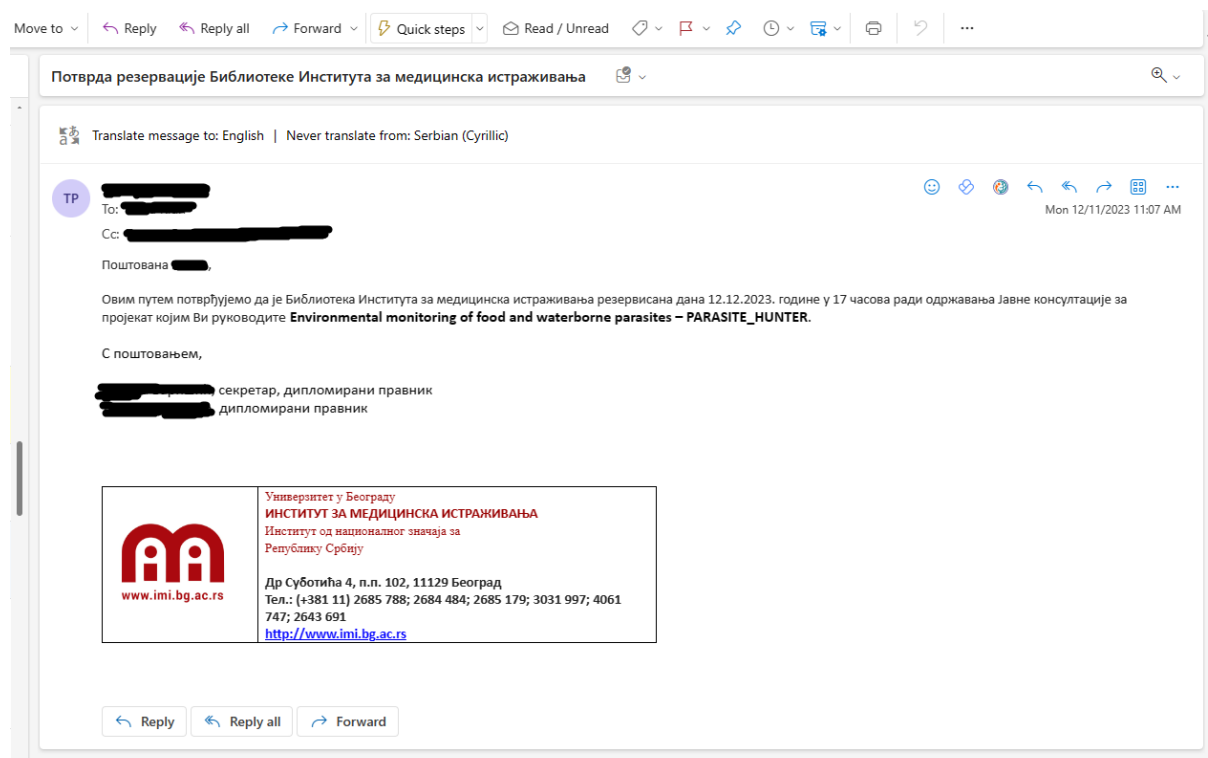 Move to Reply Reply all Forward Quick steps Read / Unread
Потврда резервације Библиотеке Института за медицинска истраживања
Translate message to: English | Never translate from: Serbian (Cyrillic)
TP
To:
Mon 12/11/2023 11:07 AM
Cc:
Поштована ,
Овим путем потврђујемо да је Библиотека Института за медицинска истраживања резервисана дана 12.12.2023. године у 17 часова ради одржавања Јавне консултације за
пројекат којим Ви руководите Environmental monitoring of food and waterborne parasites – PARASITE_HUNTER.
С поштовањем,
секретар, дипломирани правник
дипломирани правник
Универзитет у Београду
ИНСТИТУТ ЗА МЕДИЦИНСКА ИСТРАЖИВАЊА
Институт од националног значаја за
Републику Србију
www.imi.bg.ac.rs
Др Суботића 4, п.п. 102, 11129 Београд
Тел.: (+381 11) 2685 788; 2684 484; 2685 179; 3031 997; 4061
747; 2643 691
http://www.imi.bg.ac.rs
Reply Reply all Forward